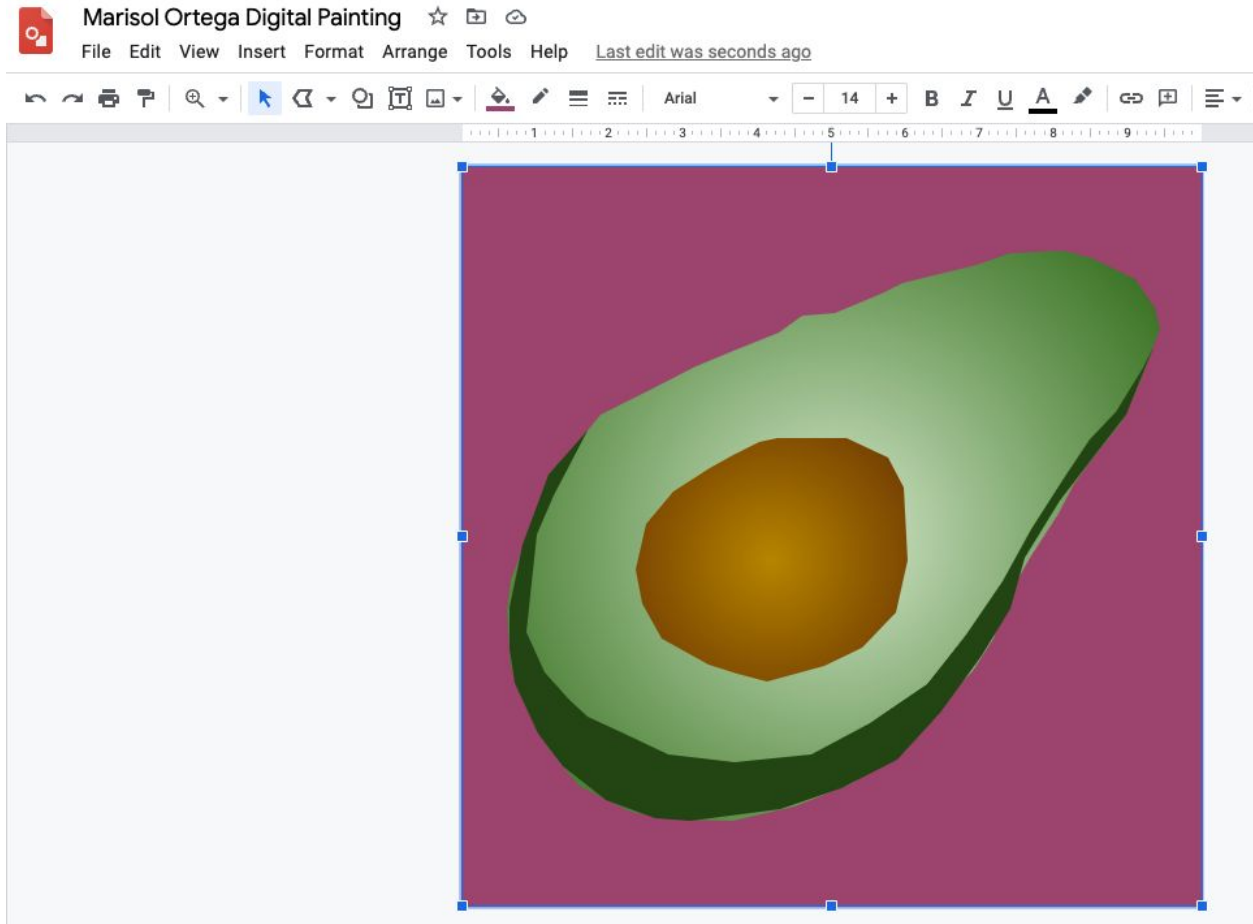 Marisol Ortega Digital Painting
File Edit View Insert Format Arrange Tools Help Last edit was seconds ago
Arial 14 B I U A
1 2 3 4 5 6 7 8 9